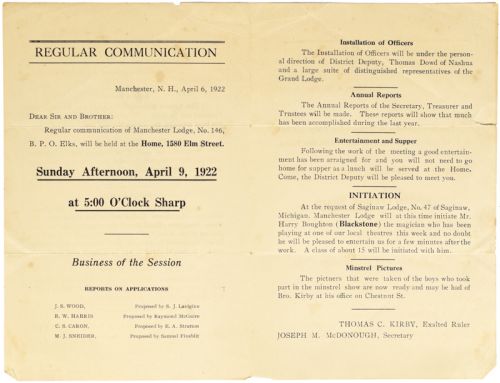 REGULAR COMMUNICATION
Manchester, N. H., April 6, 1922
DEAR SIR AND BROTHER:
Regular communication of Manchester Lodge, No. 146,
B. P. O. Elks, will be held at the Home, 1580 Elm Street.
Sunday Afternoon, April 9, 1922
at 5:00 O'Clock Sharp
Business of the Session
REPORTS ON APPLICATIONS
J. S. WOOD, Proposed by S. J. Lavigine
R. W. HARRIS Proposed by Raymond McGuire
C. S. CARON, Proposed by E. A. Stratton
M. J. SNEIDER, Proposed by Samuel
Installation of Officers
The Installation of Officers will be under the person-
al direction of District Deputy, Thomas Dowd of Nashua
and a large suite of distinguished representatives of the
Grand Lodge.
Annual Reports
The Annual Reports of the Secretary, Treasurer and
Trustees will be made. These reports will show that much
has been accomplished during the last year.
Entertainment and Supper
Following the work of the meeting a good entertain-
ment has been arraigned for and you will not need to go
home for supper as a lunch will be served at the Home.
Come, the District Deputy will be pleased to meet you.
INITIATION
At the request of Saginaw Lodge, No. 47 of Saginaw,
Michigan. Manchester Lodge will at this time initiate Mr.
Harry Boughton (Blackstone) the magician who has been
playing at one of our local theatres this week and no doubt
he will be pleased to entertain us for a few minutes after the
work. A class of about 15 will be initiated with him.
Minstrel Pictures
The pictners that were taken of the boys who took
part in the minstrel show are now ready and may be had of
Bro. Kirby at his office on Chestnut St.
THOMAS C. KIRBY, Exalted Ruler
JOSEPH M. McDONOUGH, Secretary